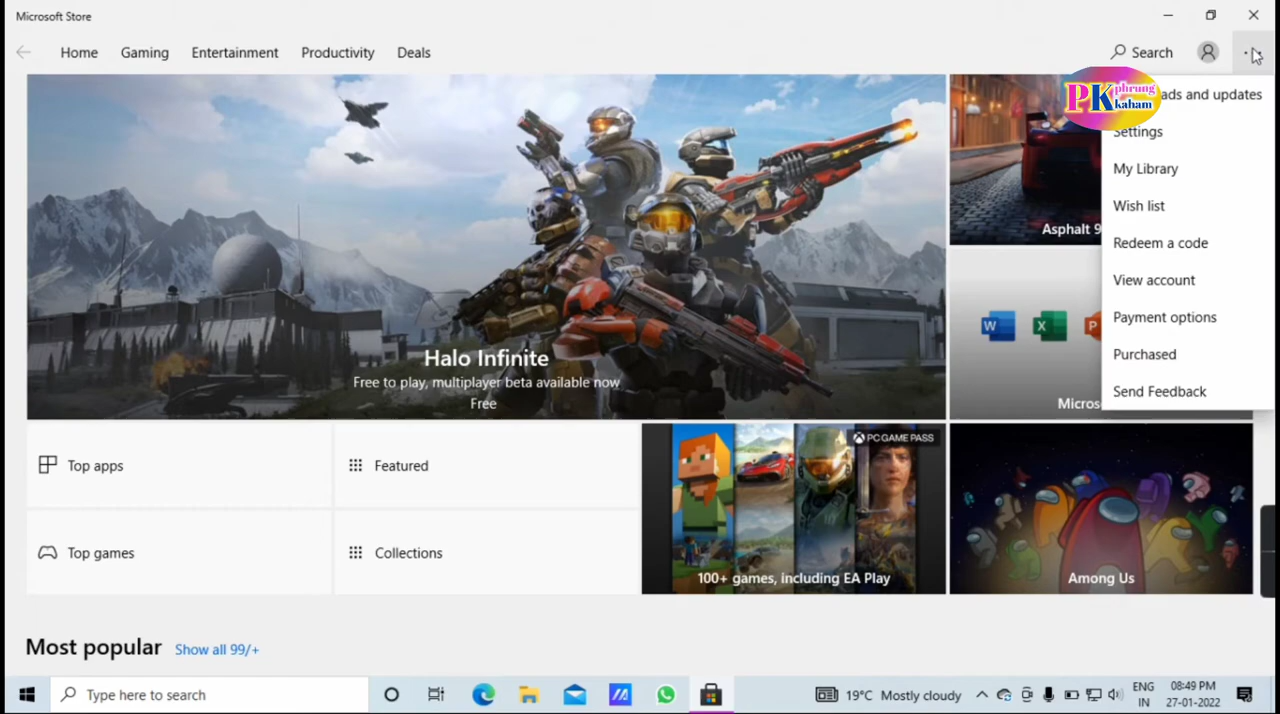 Microsoft Store
Home Gaming Entertainment Productivity Deals
Search
PK phrung kaham
ads and updates
Settings
My Library
Wish list
Redeem a code
View account
Payment options
Purchased
Send Feedback
Asphalt 9
W X P
Micros
Halo Infinite
Free to play, multiplayer beta available now
Free
Top apps
Featured
Top games
Collections
PC GAME PASS
100+ games, including EA Play
Among Us
Most popular Show all 99/+
Type here to search
19°C Mostly cloudy
ENG
IN
08:49 PM
27-01-2022